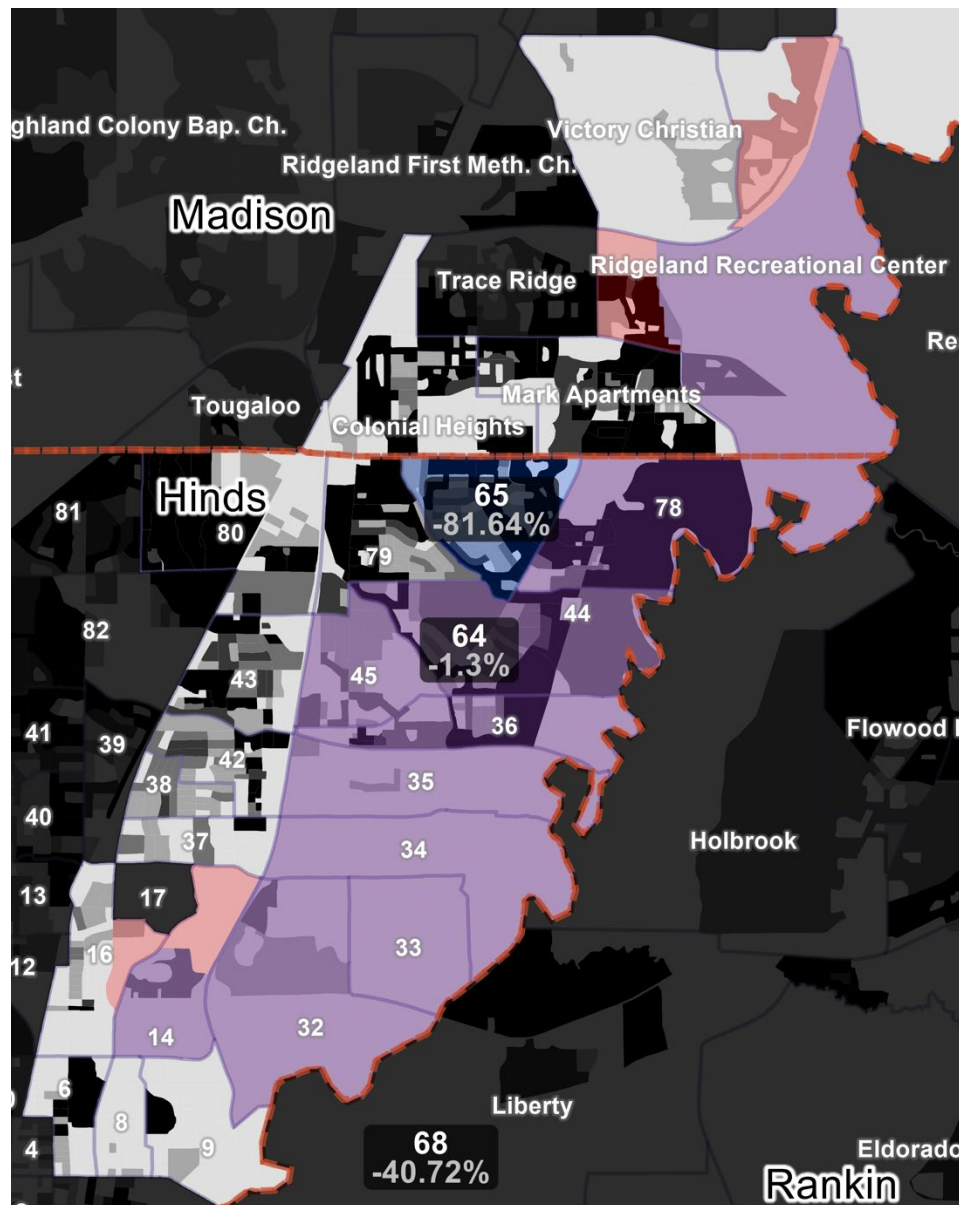 ghland Colony Bap. Ch.
Victory Christian
Ridgeland First Meth. Ch.
Madison
Ridgeland Recreational Center
Trace Ridge
Re
st
Mark Apartments
Tougaloo
Colonial Heights
Hinds
65
-81.64%
78
81
80
79
44
82
64
-1.3%
43
45
36
41
39
42
Flowood
38
35
40
37
34
Holbrook
13
17
16
33
12
14
32
6
Liberty
8
68
-40.72%
4
9
Eldorado
Rankin